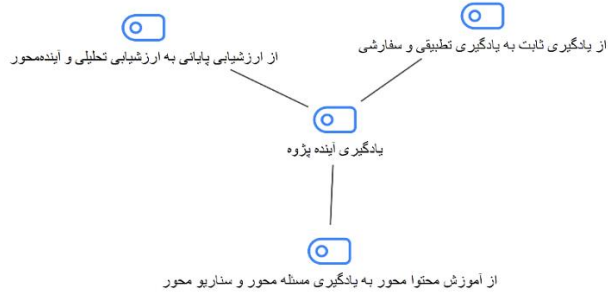 از یادگیری ثابت به یادگیری تطبیقی و سفارشی
از ارزشیابی پایانی به ارزشیابی تحلیلی و آینده‌محور
یادگیری آینده پژوه
از آموزش محتوا محور به یادگیری مسئله محور و سناریو محور